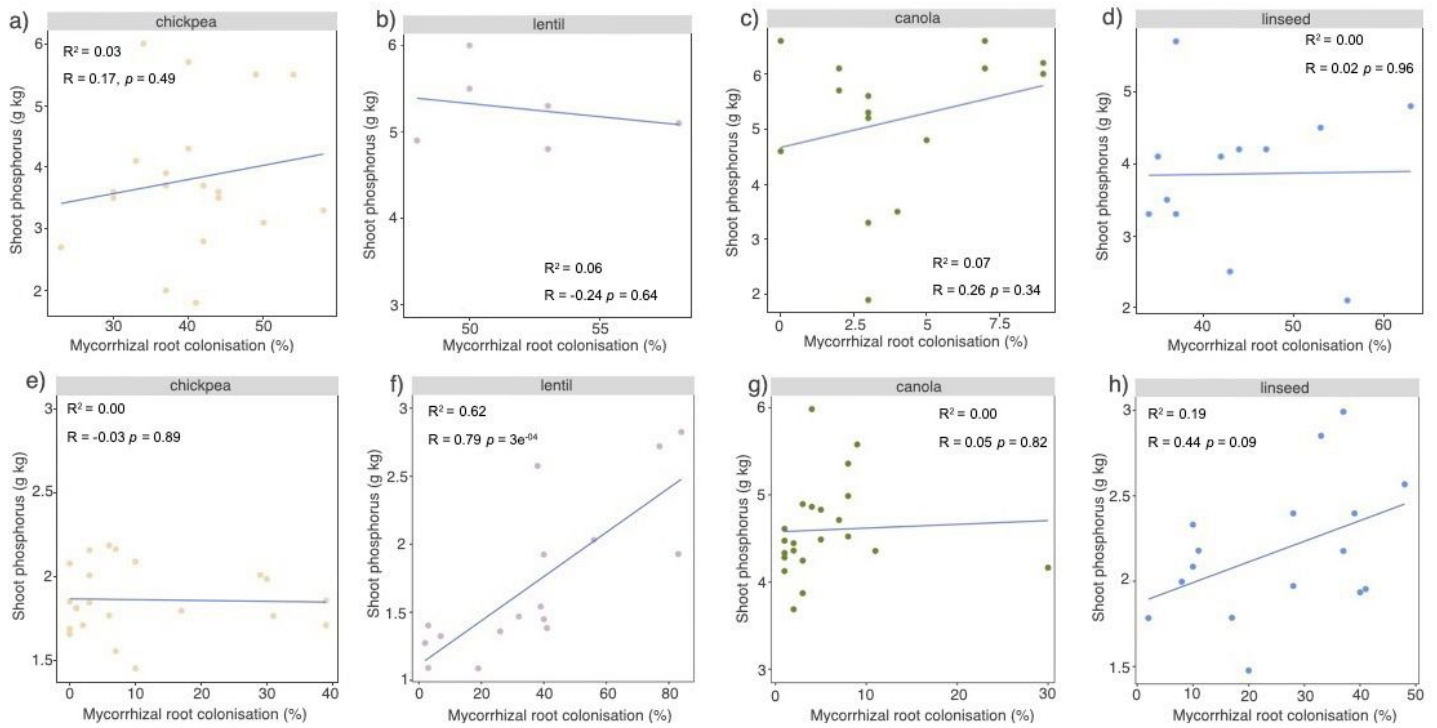 a)
chickpea
R² = 0.03
R = 0.17, p = 0.49
Shoot phosphorus (g kg)
6
5
4
3
2
30 40 50
Mycorrhizal root colonisation (%)
b)
lentil
R² = 0.06
R = -0.24 p = 0.64
Shoot phosphorus (g kg)
6
5
4
3
50 55
Mycorrhizal root colonisation (%)
c)
canola
R² = 0.07
R = 0.26 p = 0.34
Shoot phosphorus (g kg)
6
5
4
3
2
0 2.5 5 7.5
Mycorrhizal root colonisation (%)
d)
linseed
R² = 0.00
R = 0.02 p = 0.96
Shoot phosphorus (g kg)
5
4
3
2
40 50 60
Mycorrhizal root colonisation (%)
e)
chickpea
R² = 0.00
R = -0.03 p = 0.89
Shoot phosphorus (g kg)
3
2.5
2
1.5
0 10 20 30 40
Mycorrhizal root colonisation (%)
f)
lentil
R² = 0.62
R = 0.79 p = 3e⁻⁰⁴
Shoot phosphorus (g kg)
3
2.5
2
1.5
1
0 20 40 60 80
Mycorrhizal root colonisation (%)
g)
canola
R² = 0.00
R = 0.05 p = 0.82
Shoot phosphorus (g kg)
6
5
4
3
0 10 20 30
Mycorrhizal root colonisation (%)
h)
linseed
R² = 0.19
R = 0.44 p = 0.09
Shoot phosphorus (g kg)
3
2.5
2
1.5
10 20 30 40 50
Mycorrhizal root colonisation (%)